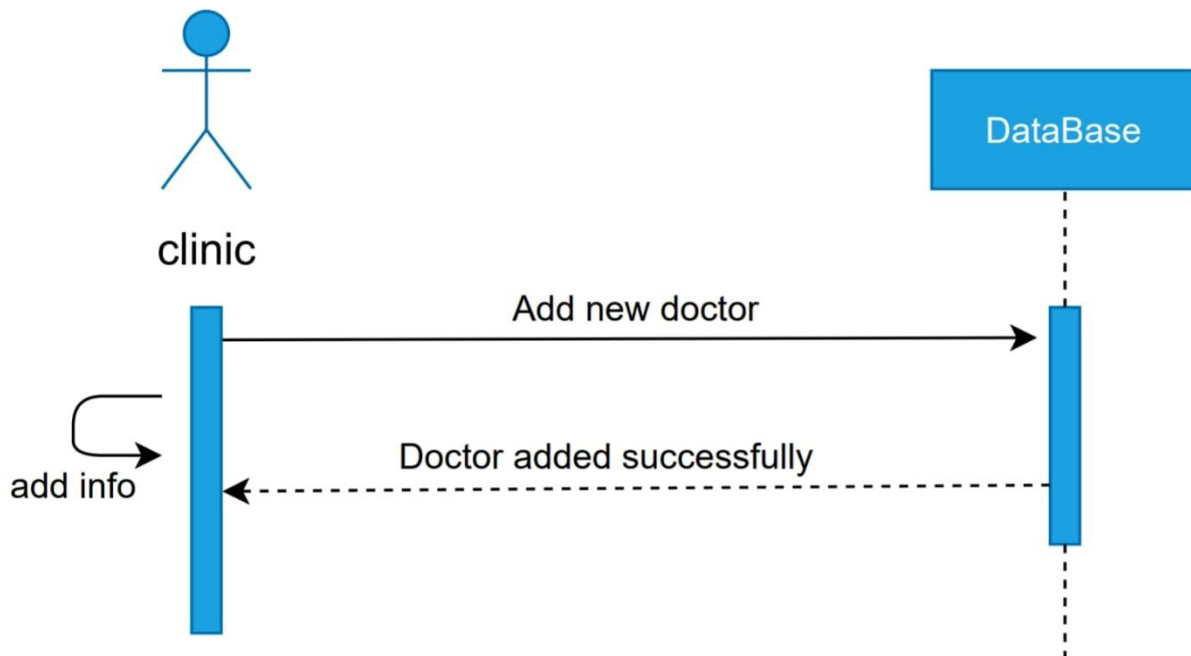 DataBase
clinic
Add new doctor
Doctor added successfully
add info